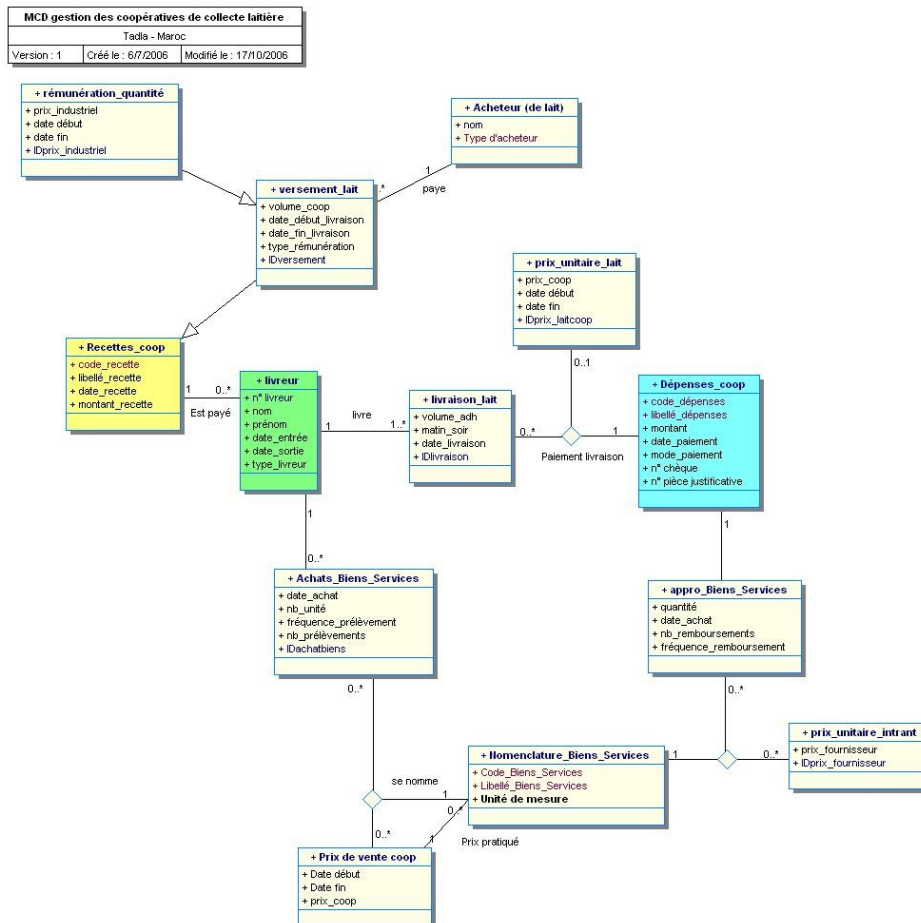 MCD gestion des coopératives de collecte laitière
Tadla - Maroc
Version : 1 Créé le : 6/7/2006 Modifié le : 17/10/2006
+ rémunération_quantité
+ prix_industriel
+ date début
+ date fin
+ IDprix_industriel
+ Acheteur (de lait)
+ nom
+ Type d'acheteur
1
paye
.*
+ versement_lait
+ volume_coop
+ date_début_livraison
+ date_fin_livraison
+ type_rémunération
+ IDversement
+ prix_unitaire_lait
+ prix_coop
+ date début
+ date fin
+ IDprix_laitcoop
0..1
+ Recettes_coop
+ code_recette
+ libellé_recette
+ date_recette
+ montant_recette
1
0..*
Est payé
+ livreur
+ n° livreur
+ nom
+ prénom
+ date_entrée
+ date_sortie
+ type_livreur
livre
1
1..*
+ livraison_lait
+ volume_adh
+ matin_soir
+ date_livraison
+ IDlivraison
0..*
1
Paiement livraison
+ Dépenses_coop
+ code_dépenses
+ libellé_dépenses
+ montant
+ date_paiement
+ mode_paiement
+ n° chèque
+ n° pièce justificative
1
1
0..*
+ Achats_Biens_Services
+ date_achat
+ nb_unité
+ fréquence_prélèvement
+ nb_prélèvements
+ IDachatbiens
0..*
+ appro_Biens_Services
+ quantité
+ date_achat
+ nb_remboursements
+ fréquence_remboursement
0..*
+ prix_unitaire_intrant
+ prix_fournisseur
+ IDprix_fournisseur
1
0..*
+ Nomenclature_Biens_Services
+ Code_Biens_Services
+ Libellé_Biens_Services
+ Unité de mesure
se nomme
1
0..*
0..*
1
Prix pratiqué
+ Prix de vente coop
+ Date début
+ Date fin
+ prix_coop